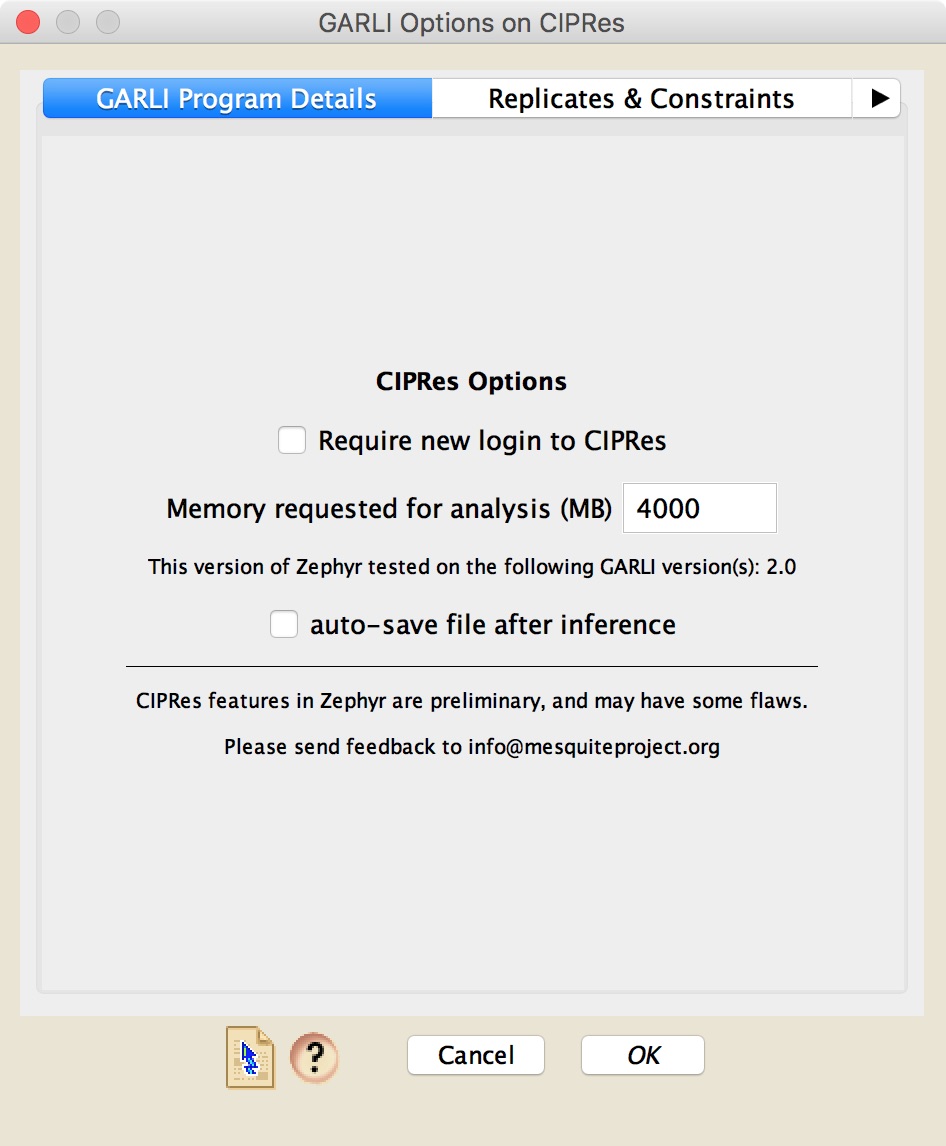 GARLI Options on CIPRes
GARLI Program Details
Replicates & Constraints
CIPRes Options
Require new login to CIPRes
Memory requested for analysis (MB) 4000
This version of Zephyr tested on the following GARLI version(s): 2.0
auto-save file after inference
CIPRes features in Zephyr are preliminary, and may have some flaws.
Please send feedback to info@mesquiteproject.org
? Cancel OK